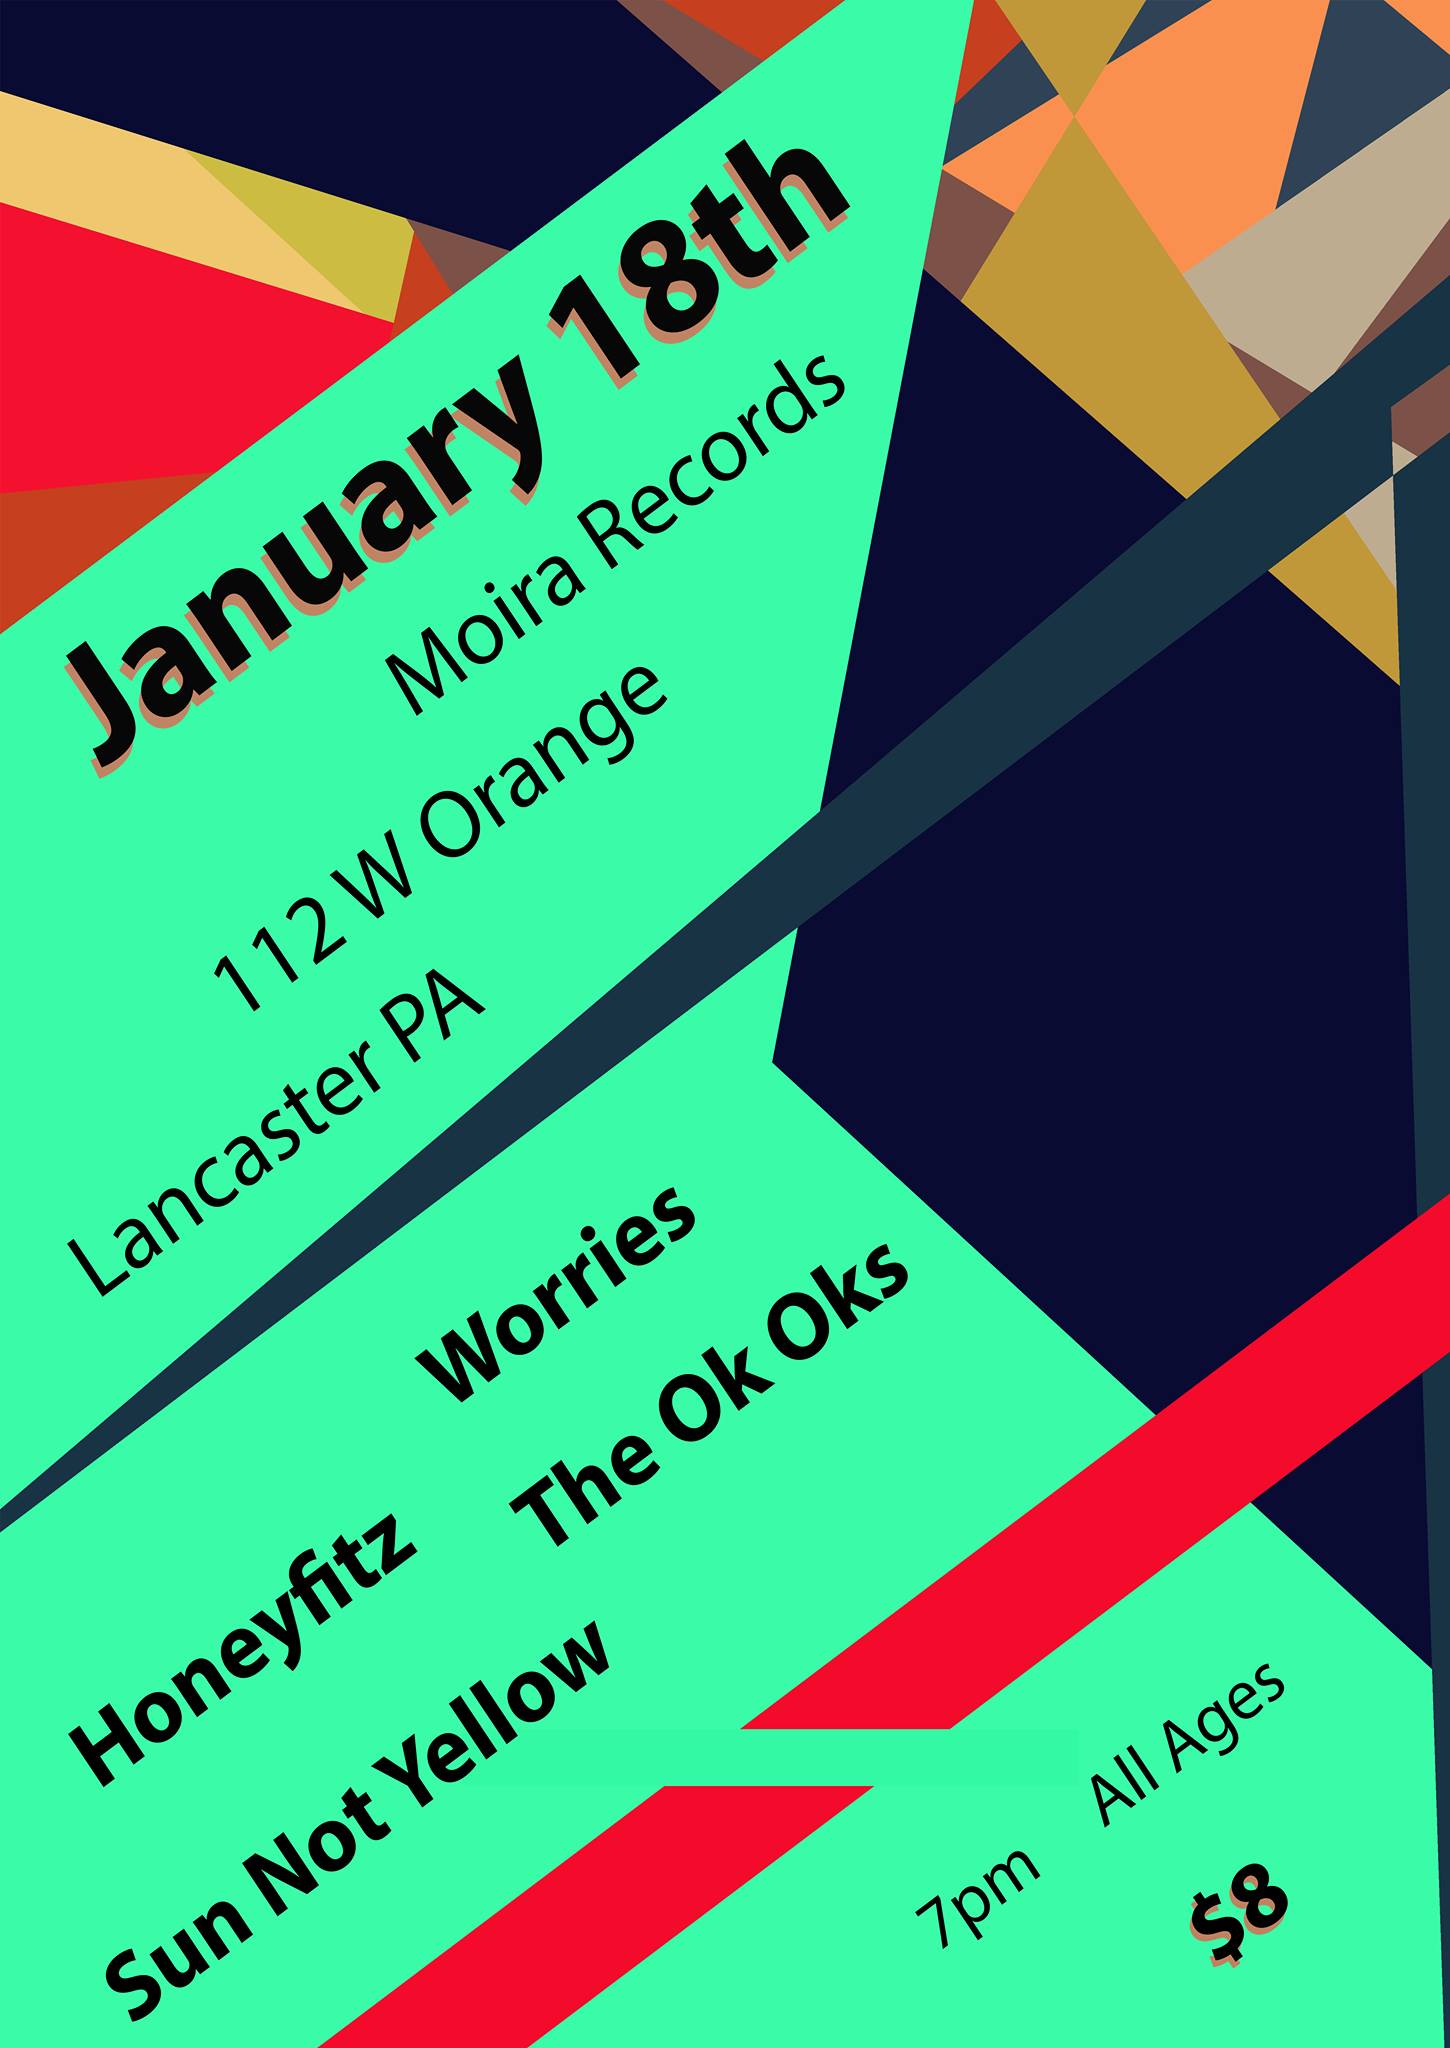 January 18th
Moira Records
112 W Orange
Lancaster PA
Worries
The Ok Oks
Honeyfitz
Sun Not Yellow
All Ages
7pm
$8